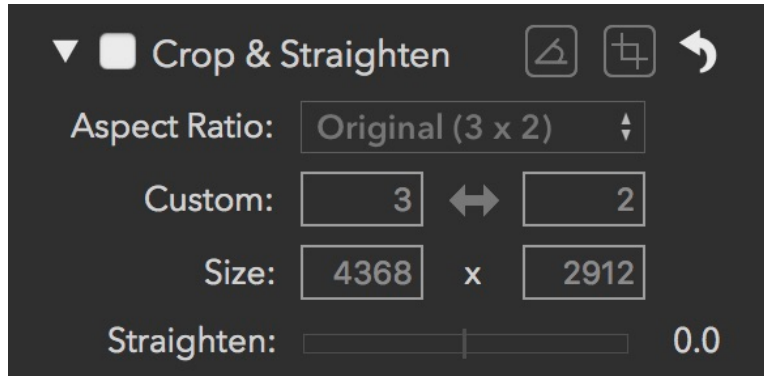 Crop & Straighten
Aspect Ratio: Original (3 x 2)
Custom: 3 2
Size: 4368 x 2912
Straighten: 0.0